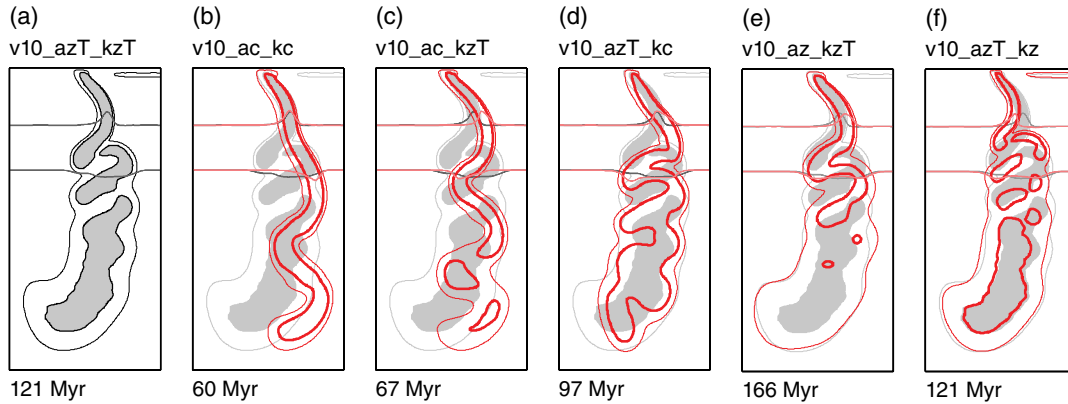 (a)
v10_azT_kzT
121 Myr
(b)
v10_ac_kc
60 Myr
(c)
v10_ac_kzT
67 Myr
(d)
v10_azT_kc
97 Myr
(e)
v10_az_kzT
166 Myr
(f)
v10_azT_kz
121 Myr